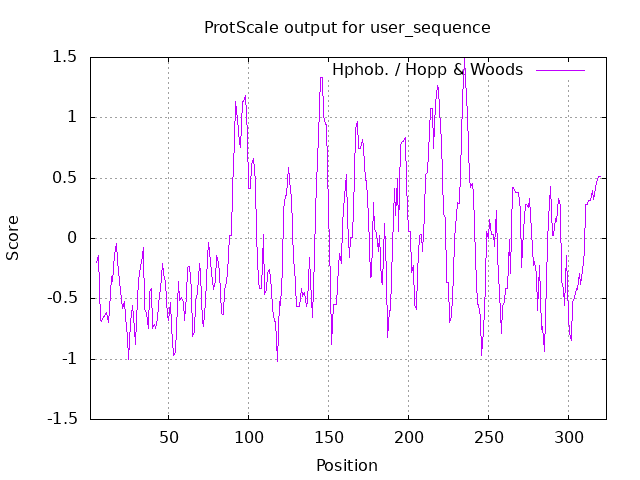 ProtScale output for user_sequence
Hphob. / Hopp & Woods
1.5
1
0.5
0
-0.5
-1
-1.5
Score
50 100 150 200 250 300
Position